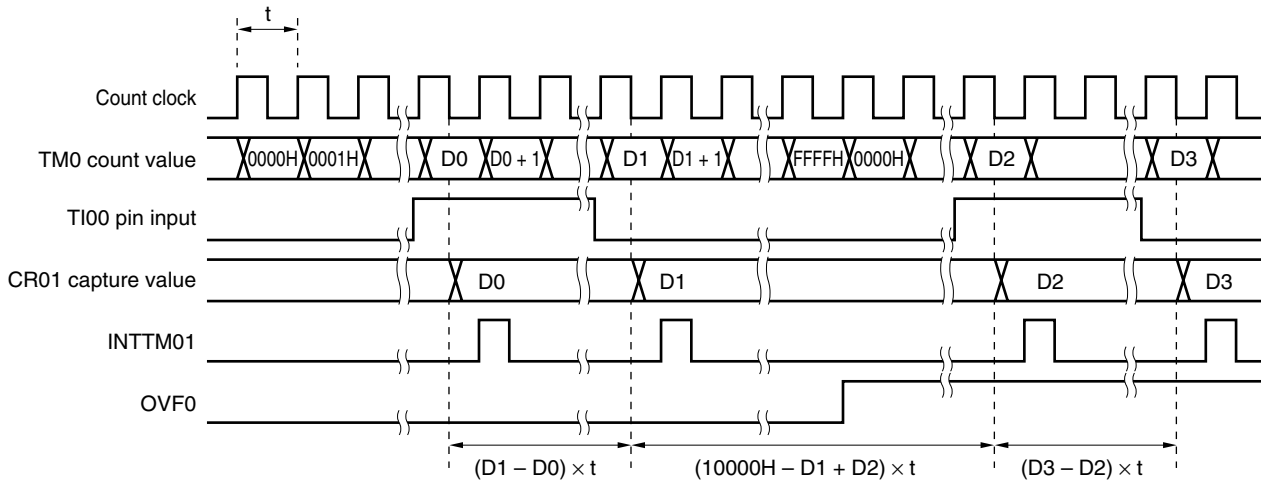 t
Count clock
TM0 count value 0000H 0001H D0 D0 + 1 D1 D1 + 1 FFFFH 0000H D2 D3
TI00 pin input
CR01 capture value D0 D1 D2 D3
INTTM01
OVF0
(D1 – D0) × t (10000H – D1 + D2) × t (D3 – D2) × t